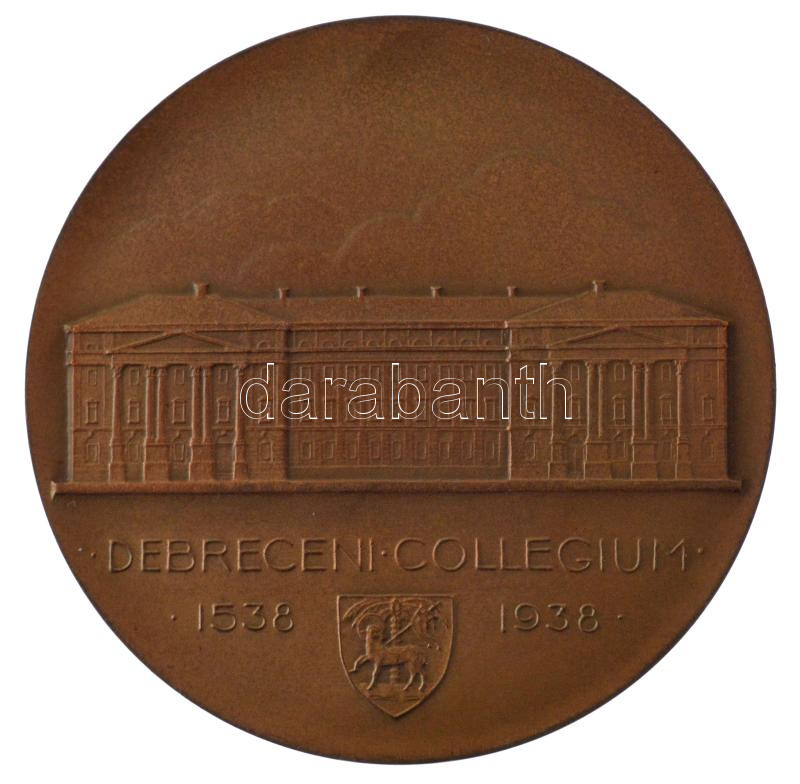 darabanth
· DEBRECENI · COLLEGIUM ·
· 1538 1938 ·